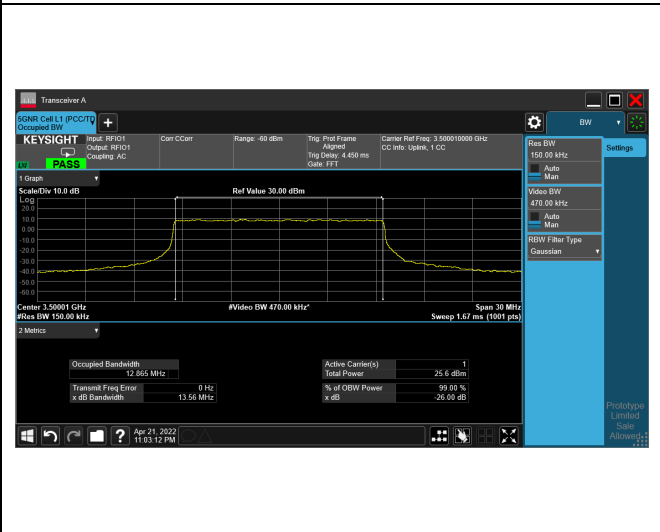 Transceiver A
5GNR Cell L1 (PCC/TD
Occupied BW
BW
KEYSIGHT
PASS
Input: RFIO1
Output: RFIO1
Coupling: AC
Corr CCorr
Range: -60 dBm
Trig: Prot Frame
Aligned
Trig Delay: 4.450 ms
Gate: FFT
Carrier Ref Freq: 3.500010000 GHz
CC Info: Uplink, 1 CC
Res BW
150.00 kHz
Auto
Man
Settings
Video BW
470.00 kHz
Auto
Man
RBW Filter Type
Gaussian
1 Graph
Scale/Div 10.0 dB
Ref Value 30.00 dBm
Log
20.0
10.0
0.00
-10.0
-20.0
-30.0
-40.0
-50.0
-60.0
Center 3.50001 GHz
#Video BW 470.00 kHz*
Span 30 MHz
#Res BW 150.00 kHz
Sweep 1.67 ms (1001 pts)
2 Metrics
Occupied Bandwidth
12.865 MHz
Active Carrier(s) 1
Total Power 25.6 dBm
Transmit Freq Error 0 Hz
x dB Bandwidth 13.56 MHz
% of OBW Power 99.00 %
x dB -26.00 dB
Prototype
Limited
Sale
Allowed
? Apr 21, 2022
11:03:12 PM